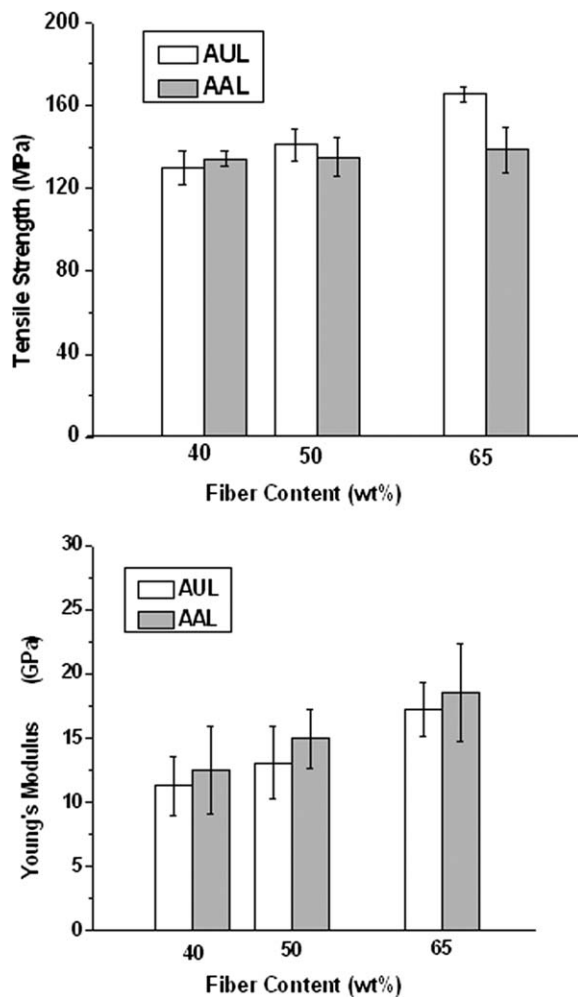 200
160
120
80
40
0
Tensile Strength (MPa)
AUL
AAL
40 50 65
Fiber Content (wt%)
30
25
20
15
10
5
0
Young's Modulus (GPa)
AUL
AAL
40 50 65
Fiber Content (wt%)